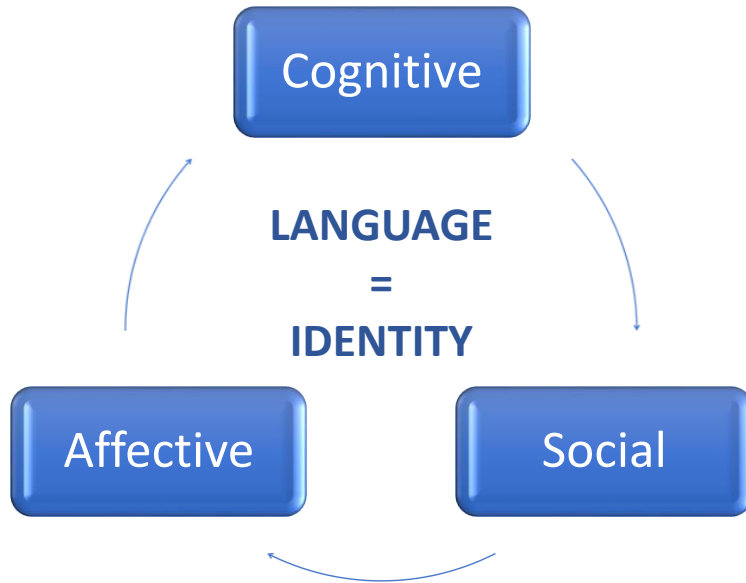 Cognitive
LANGUAGE
=
IDENTITY
Affective
Social